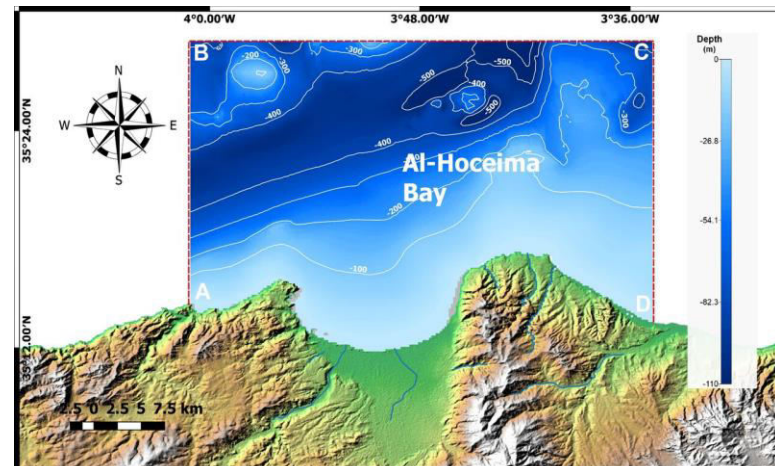 4°0.00'W
3°48.00'W
3°36.00'W
B
-200
-300
-300
-500
-400
-500
-500
C
-300
Depth
(m)
0
-26.8
-54.1
-82.3
-110
N
W
E
S
35°24.00'N
-400
-400
Al-Hoceima
Bay
-200
-100
A
D
2.5 0 2.5 5 7.5 km